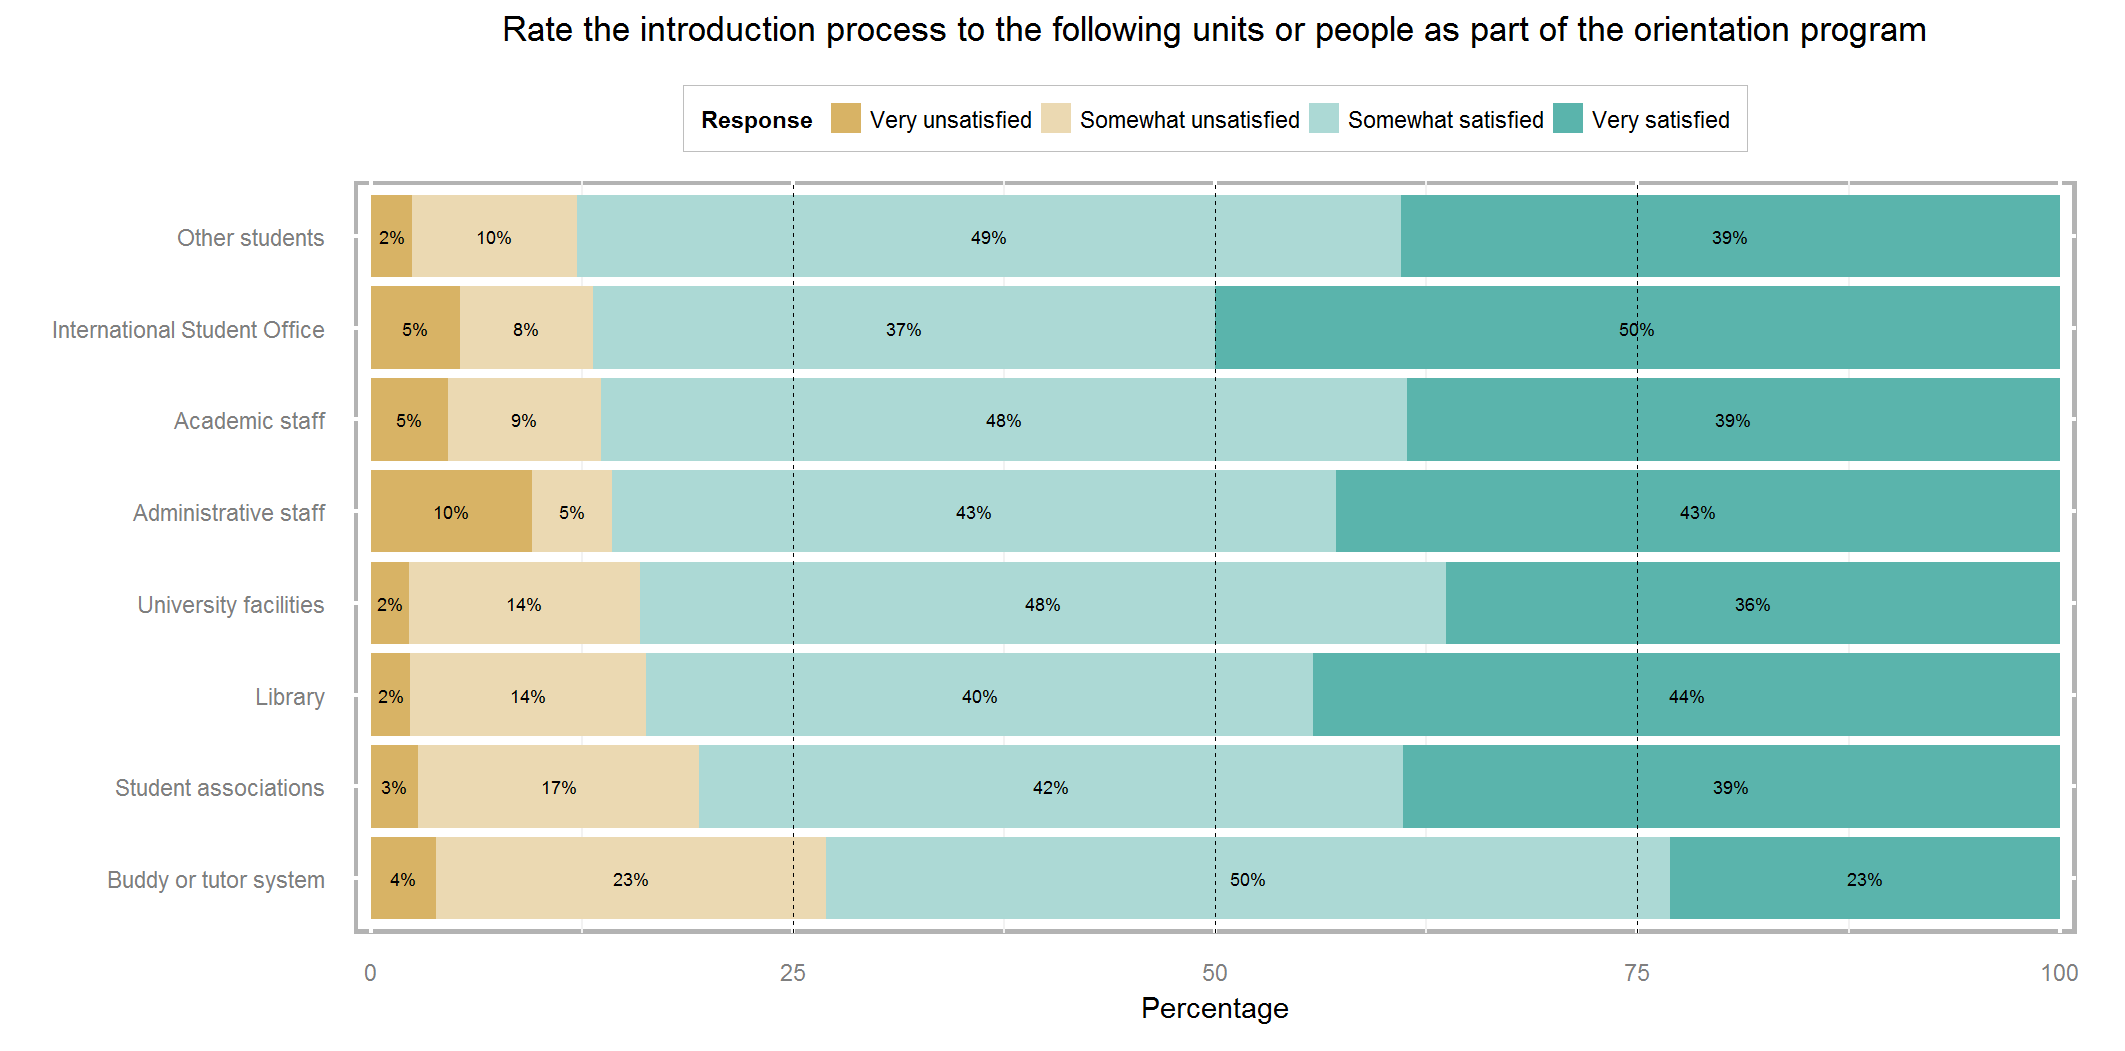 Rate the introduction process to the following units or people as part of the orientation program
Response Very unsatisfied Somewhat unsatisfied Somewhat satisfied Very satisfied
Other students 2% 10% 49% 39%
International Student Office 5% 8% 37% 50%
Academic staff 5% 9% 48% 39%
Administrative staff 10% 5% 43% 43%
University facilities 2% 14% 48% 36%
Library 2% 14% 40% 44%
Student associations 3% 17% 42% 39%
Buddy or tutor system 4% 23% 50% 23%
0 25 50 75 100
Percentage